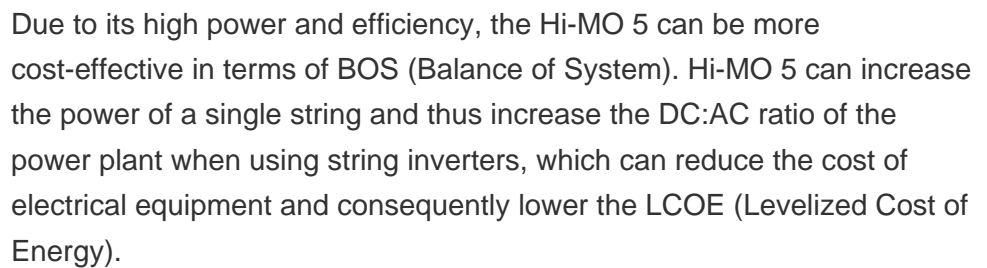 Due to its high power and efficiency, the Hi-MO 5 can be more
cost-effective in terms of BOS (Balance of System). Hi-MO 5 can increase
the power of a single string and thus increase the DC:AC ratio of the
power plant when using string inverters, which can reduce the cost of
electrical equipment and consequently lower the LCOE (Levelized Cost of
Energy).